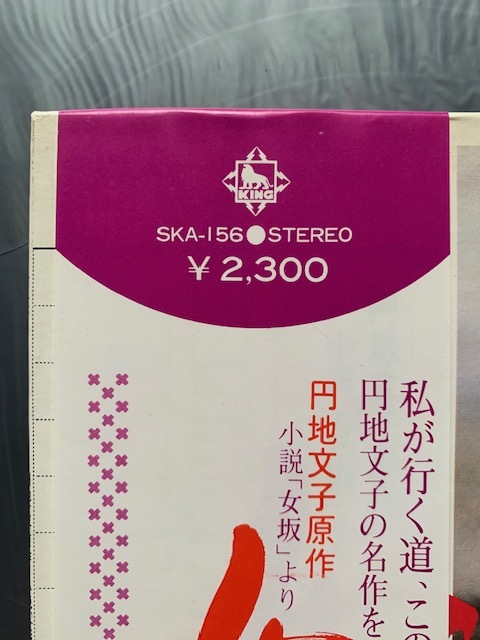 KING
SKA-156●STEREO
¥2,300
私が行く道、この
円地文子の名作を
円地文子原作
小説「女坂」より